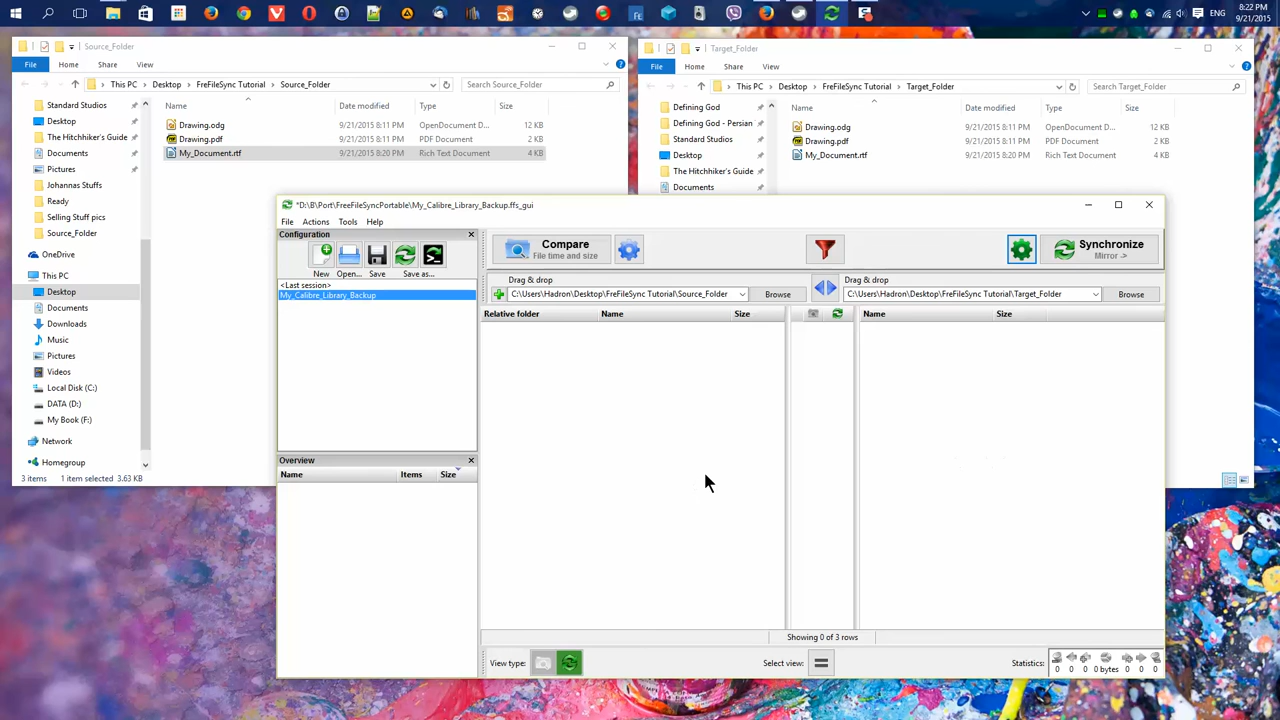 8:22 PM
ENG
9/21/2015
Source_Folder
File Home Share View
This PC Desktop FreFileSync Tutorial Source_Folder
Search Source_Folder
Name Date modified Type Size
Standard Studios
Desktop
The Hitchhiker's Guide
Documents
Pictures
Johannas Stuffs
Ready
Selling Stuff pics
Source_Folder
OneDrive
This PC
Desktop
Documents
Downloads
Music
Pictures
Videos
Local Disk (C:)
DATA (D:)
My Book (F:)
Network
Homegroup
Drawing.odg 9/21/2015 8:11 PM OpenDocument D... 12 KB
Drawing.pdf 9/21/2015 8:11 PM PDF Document 2 KB
My_Document.rtf 9/21/2015 8:20 PM Rich Text Document 4 KB
3 items 1 item selected 3.63 KB
Target_Folder
File Home Share View
This PC Desktop FreFileSync Tutorial Target_Folder
Search Target_Folder
Name Date modified Type Size
Defining God
Defining God - Persian
Standard Studios
Desktop
The Hitchhiker's Guide
Documents
Drawing.odg 9/21/2015 8:11 PM OpenDocument D... 12 KB
Drawing.pdf 9/21/2015 8:11 PM PDF Document 2 KB
My_Document.rtf 9/21/2015 8:20 PM Rich Text Document 4 KB
*D:\B\Port\FreeFileSyncPortable\My_Calibre_Library_Backup.ffs_gui
File Actions Tools Help
Configuration
New Open... Save Save as...
<Last session>
My_Calibre_Library_Backup
Overview
Name Items Size
Compare
File time and size
Synchronize
Mirror ->
Drag & drop
C:\Users\Hadron\Desktop\FreFileSync Tutorial\Source_Folder
Browse
Drag & drop
C:\Users\Hadron\Desktop\FreFileSync Tutorial\Target_Folder
Browse
Relative folder Name Size
Name Size
Showing 0 of 3 rows
View type:
Select view:
Statistics:
0 0 0 0 bytes 0 0 0